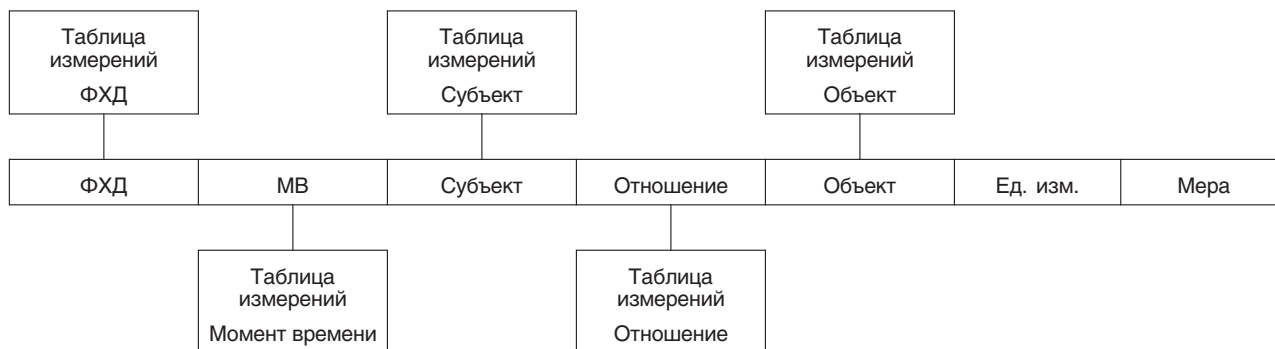 Таблица
измерений
ФХД
Таблица
измерений
Субъект
Таблица
измерений
Объект
ФХД
МВ
Субъект
Отношение
Объект
Ед. изм.
Мера
Таблица
измерений
Момент времени
Таблица
измерений
Отношение